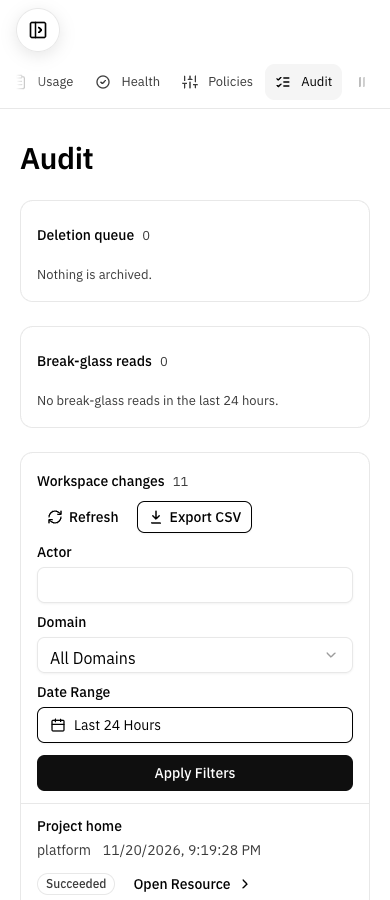 Usage Health Policies Audit
Audit
Deletion queue 0
Nothing is archived.
Break-glass reads 0
No break-glass reads in the last 24 hours.
Workspace changes 11
Refresh Export CSV
Actor
Domain
All Domains
Date Range
Last 24 Hours
Apply Filters
Project home
platform 11/20/2026, 9:19:28 PM
Succeeded Open Resource